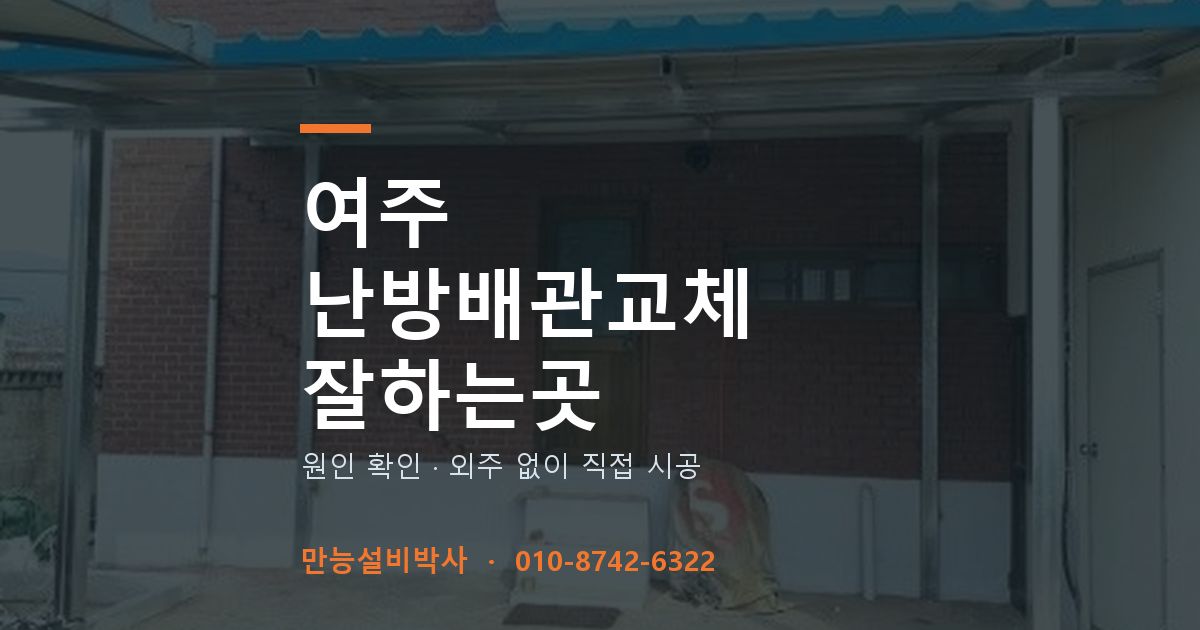 여주
난방배관교체
잘하는곳
원인 확인 · 외주 없이 직접 시공
만능설비박사 · 010-8742-6322
S